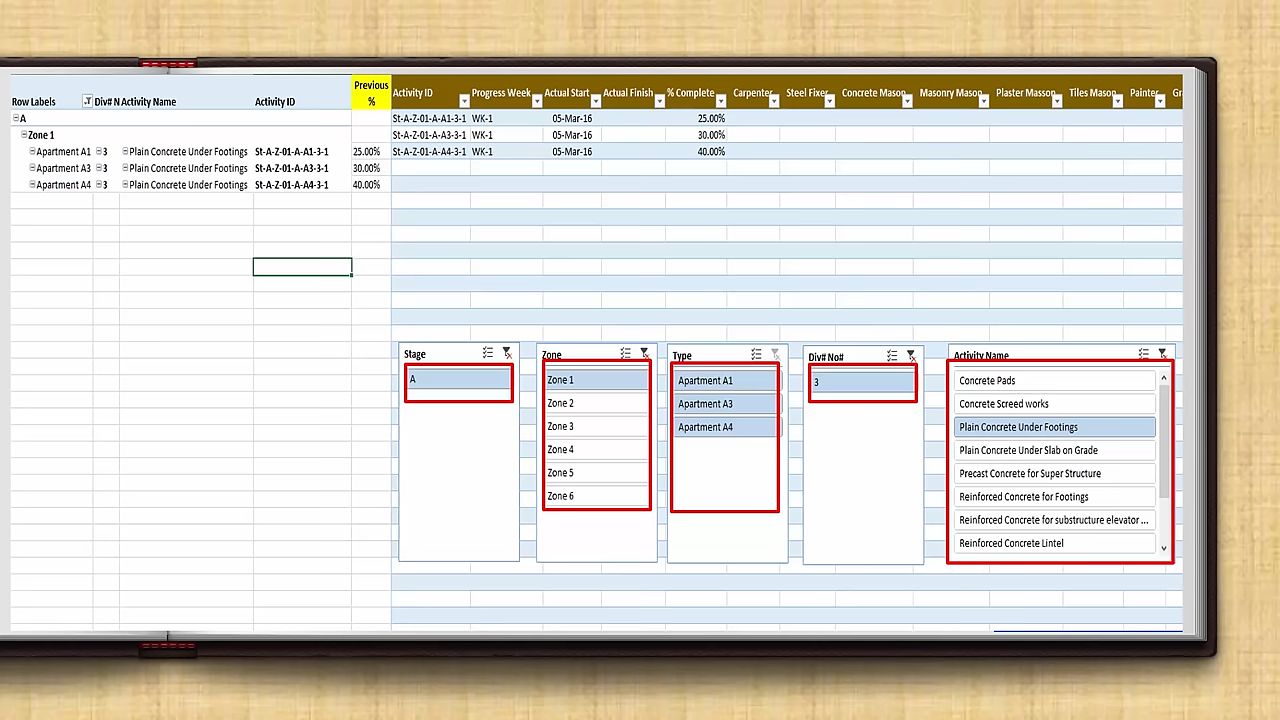 Row Labels Div# N Activity Name Activity ID Previous %
Activity ID Progress Week Actual Start Actual Finish % Complete Carpenter Steel Fixer Concrete Mason Masonry Mason Plaster Masson Tiles Mason Painter Gr
A
Zone 1
Apartment A1 3 Plain Concrete Under Footings St-A-Z-01-A-A1-3-1 25.00%
Apartment A3 3 Plain Concrete Under Footings St-A-Z-01-A-A3-3-1 30.00%
Apartment A4 3 Plain Concrete Under Footings St-A-Z-01-A-A4-3-1 40.00%
St-A-Z-01-A-A1-3-1 WK-1 05-Mar-16 25.00%
St-A-Z-01-A-A3-3-1 WK-1 05-Mar-16 30.00%
St-A-Z-01-A-A4-3-1 WK-1 05-Mar-16 40.00%
Stage
A
Zone
Zone 1
Zone 2
Zone 3
Zone 4
Zone 5
Zone 6
Type
Apartment A1
Apartment A3
Apartment A4
Div# No#
3
Activity Name
Concrete Pads
Concrete Screed works
Plain Concrete Under Footings
Plain Concrete Under Slab on Grade
Precast Concrete for Super Structure
Reinforced Concrete for Footings
Reinforced Concrete for substructure elevator ...
Reinforced Concrete Lintel